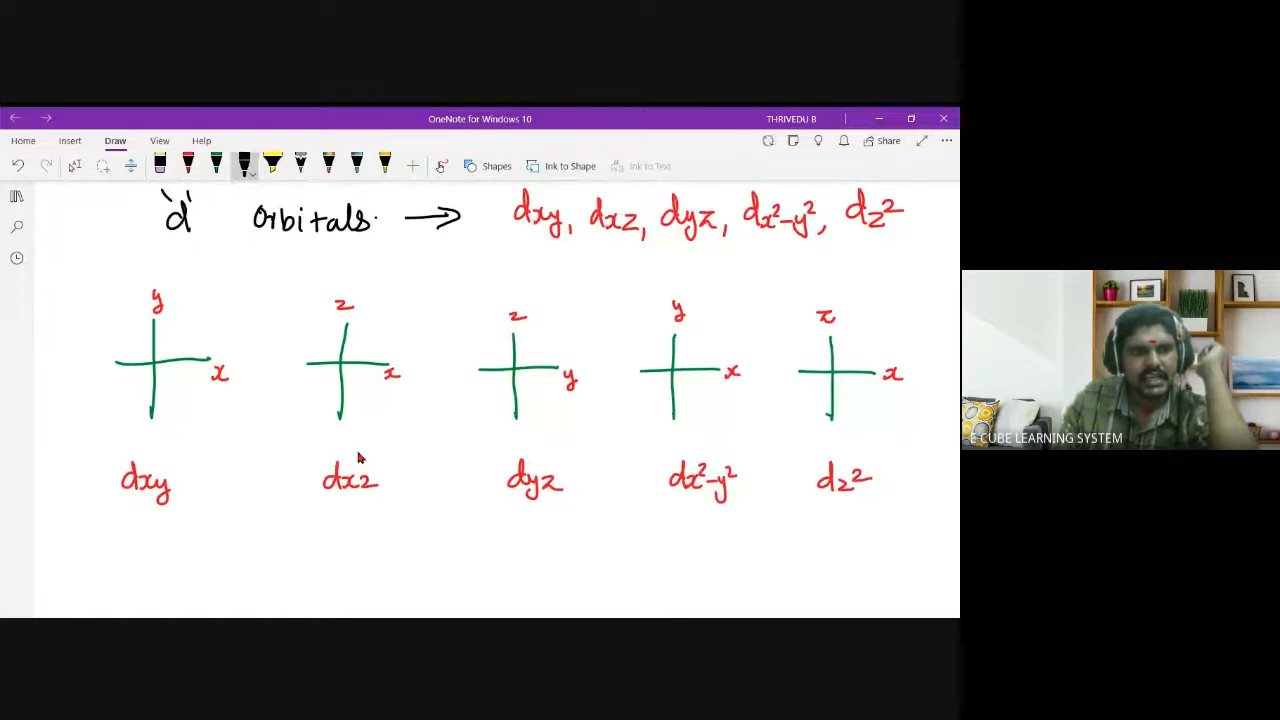 OneNote for Windows 10
THRIVEDU B
Home Insert Draw View Help
Share
Shapes Ink to Shape Ink to Text
'd' Orbitals → dxy, dxz, dyz, dx²-y², dz²
y z z y z
x x y x x
dxy dxz dyz dx²-y² dz²
E CUBE LEARNING SYSTEM